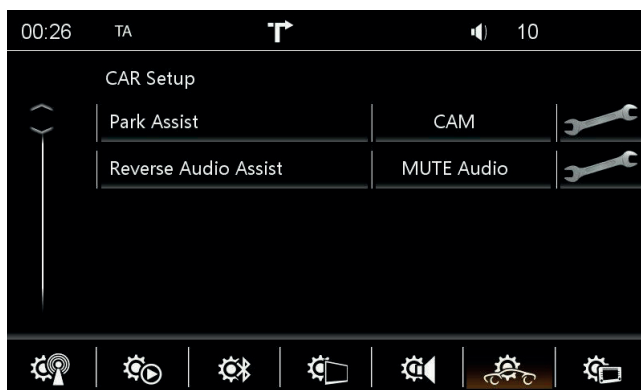 00:26 TA 10
CAR Setup
Park Assist CAM
Reverse Audio Assist MUTE Audio